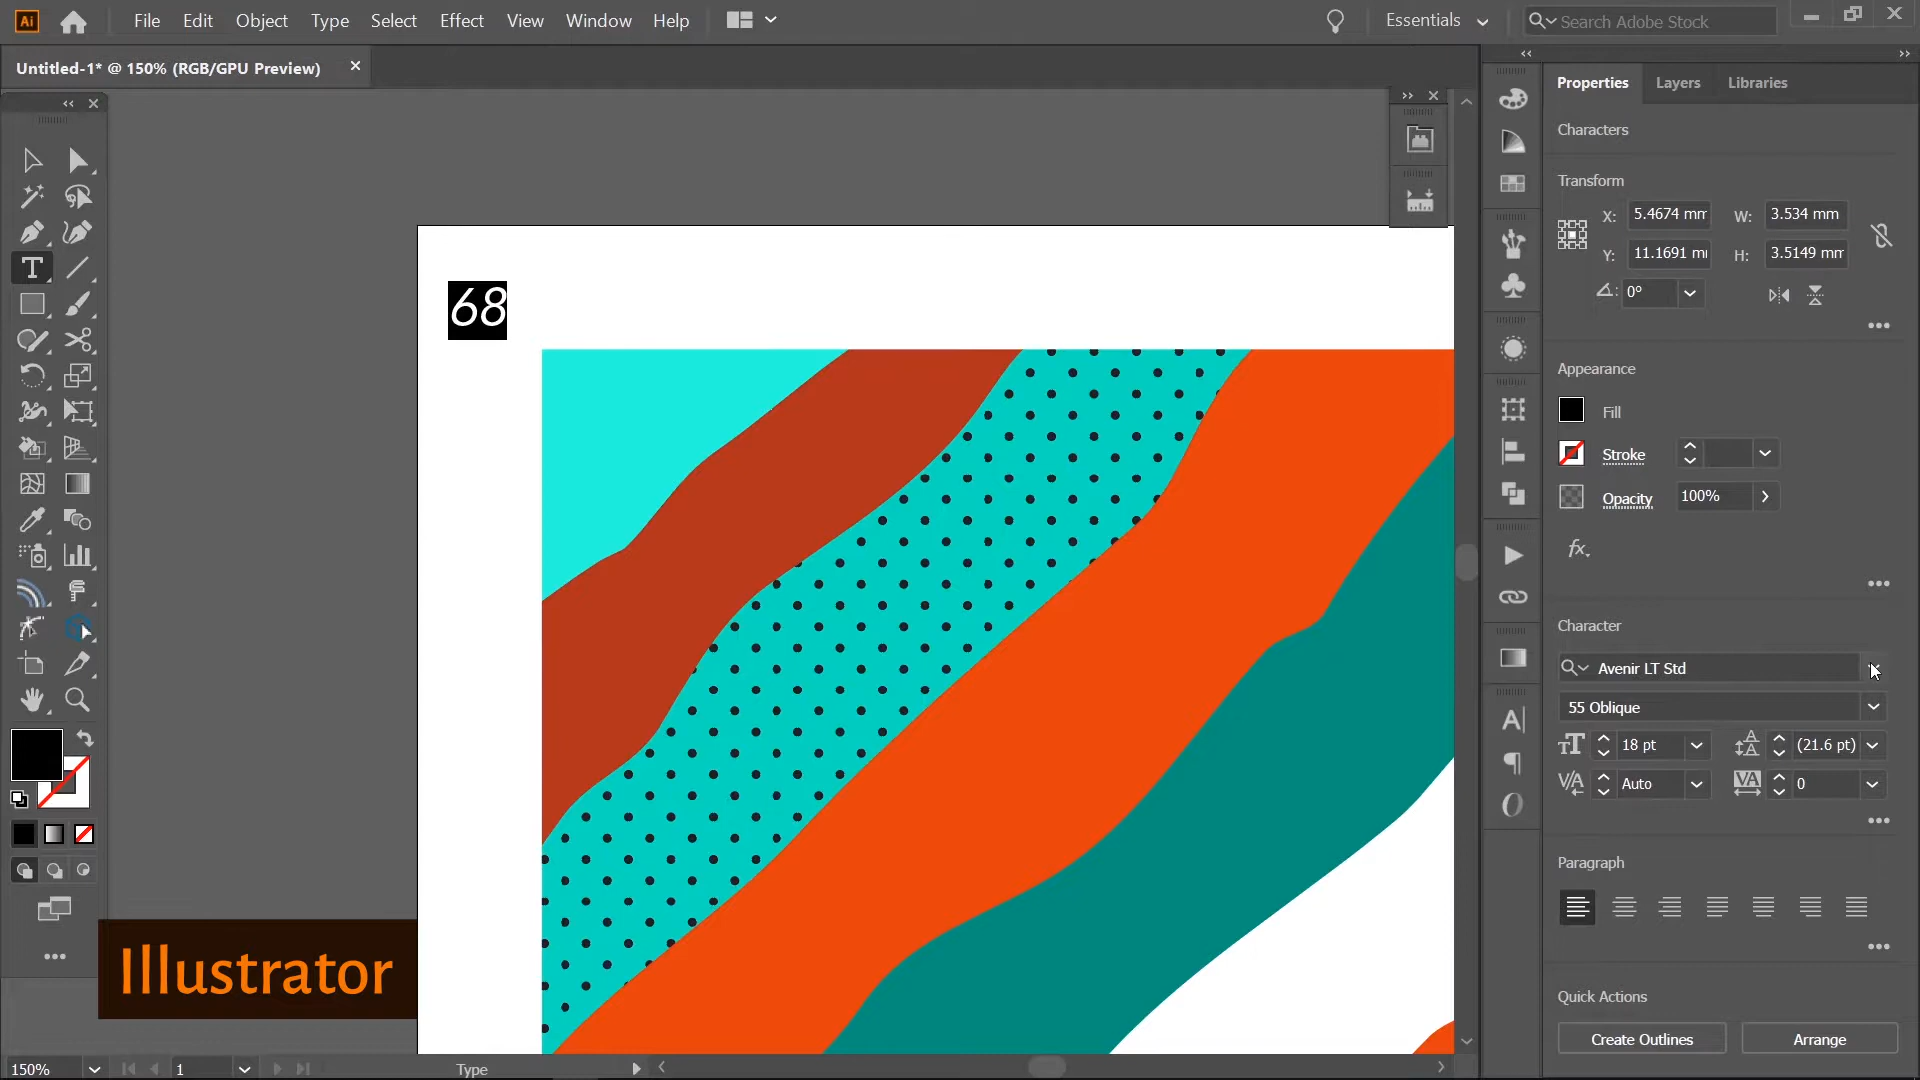 Ai File Edit Object Type Select Effect View Window Help Essentials Search Adobe Stock
Untitled-1* @ 150% (RGB/GPU Preview)
Properties Layers Libraries
Characters
Transform
X: 5.4674 mm W: 3.534 mm
Y: 11.1691 m H: 3.5149 mm
0°
68
Appearance
Fill
Stroke
Opacity 100%
fx
Character
Avenir LT Std
55 Oblique
18 pt (21.6 pt)
Auto 0
Paragraph
Illustrator
Quick Actions
Create Outlines Arrange
150% 1 Type